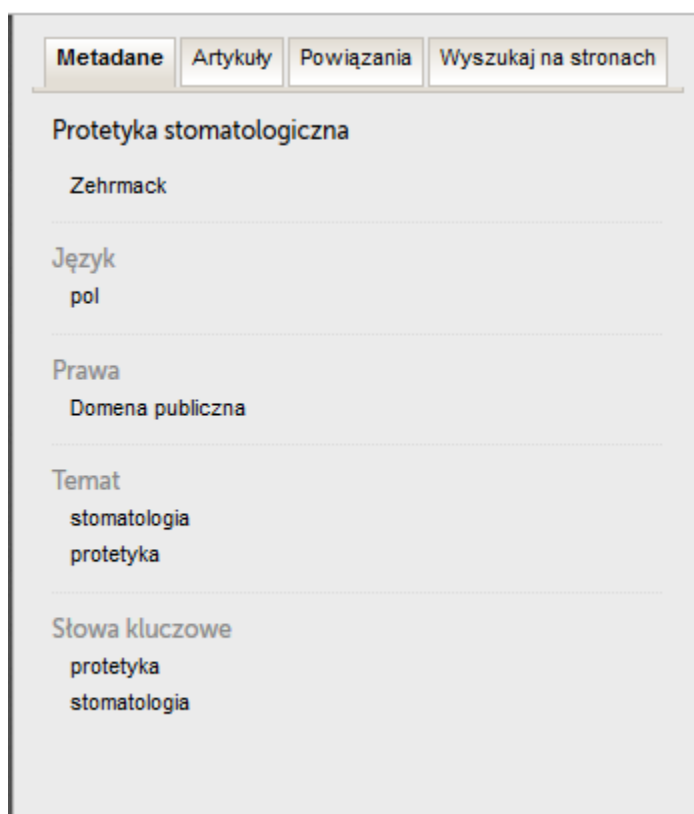 Metadane Artykuły Powiązania Wyszukaj na stronach
Protetyka stomatologiczna
Zehrmack
Język
pol
Prawa
Domena publiczna
Temat
stomatologia
protetyka
Słowa kluczowe
protetyka
stomatologia